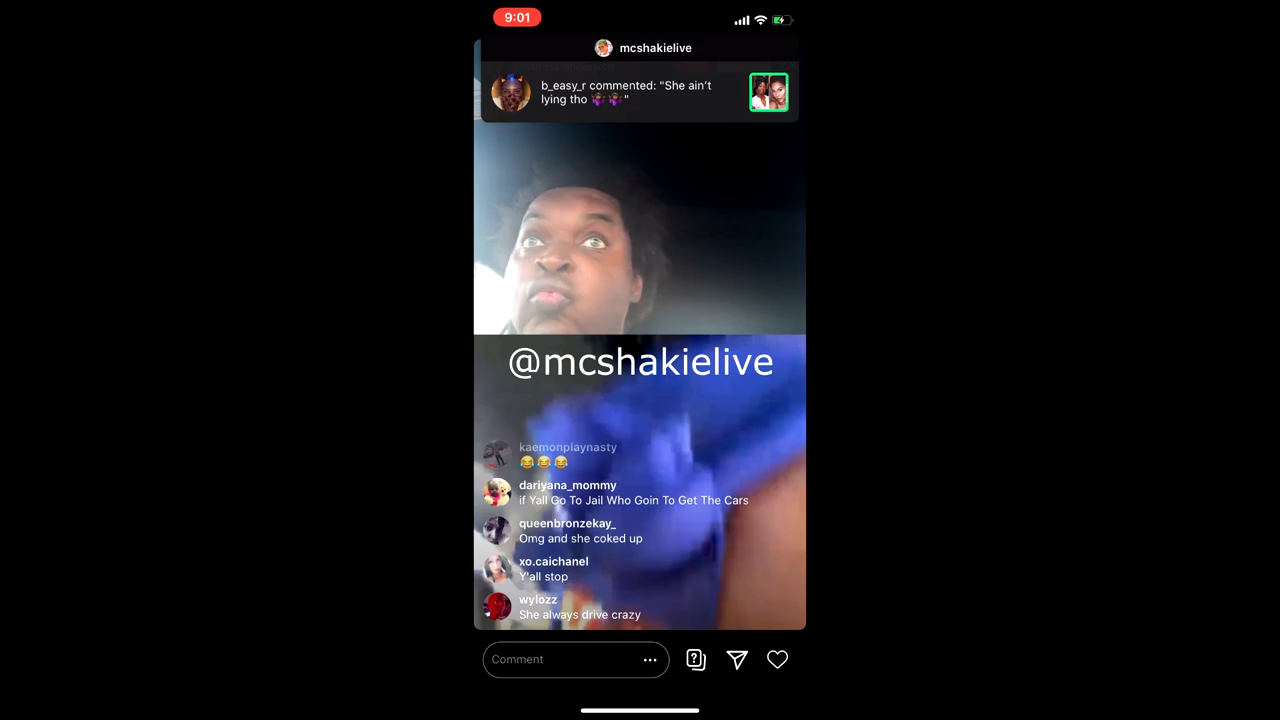 9:01
mcshakielive
b_easy_r commented: "She ain't
lying tho 🤷🏾‍♀️🤷🏾‍♀️"
@mcshakielive
kaemonplaynasty
😂😂😂
dariyana_mommy
if Yall Go To Jail Who Goin To Get The Cars
queenbronzekay_
Omg and she coked up
xo.caichanel
Y'all stop
wylozz
She always drive crazy
Comment